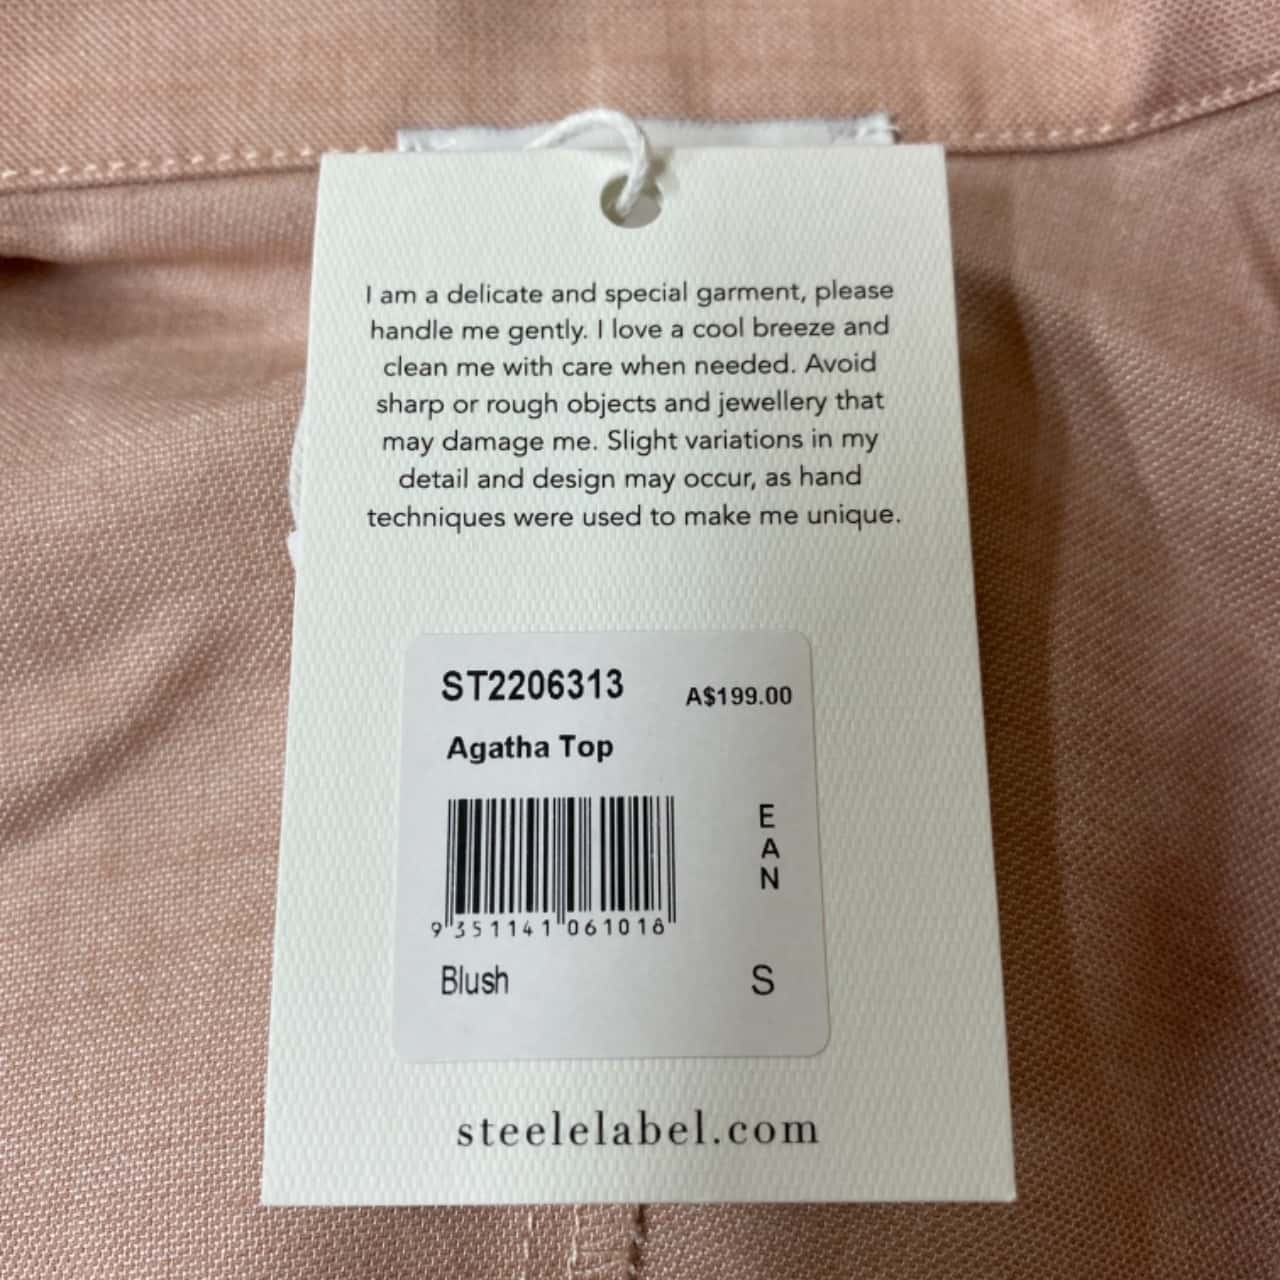 I am a delicate and special garment, please
handle me gently. I love a cool breeze and
clean me with care when needed. Avoid
sharp or rough objects and jewellery that
may damage me. Slight variations in my
detail and design may occur, as hand
techniques were used to make me unique.
ST2206313 A$199.00
Agatha Top
E
A
N
9 351141 061018
Blush S
steelelabel.com